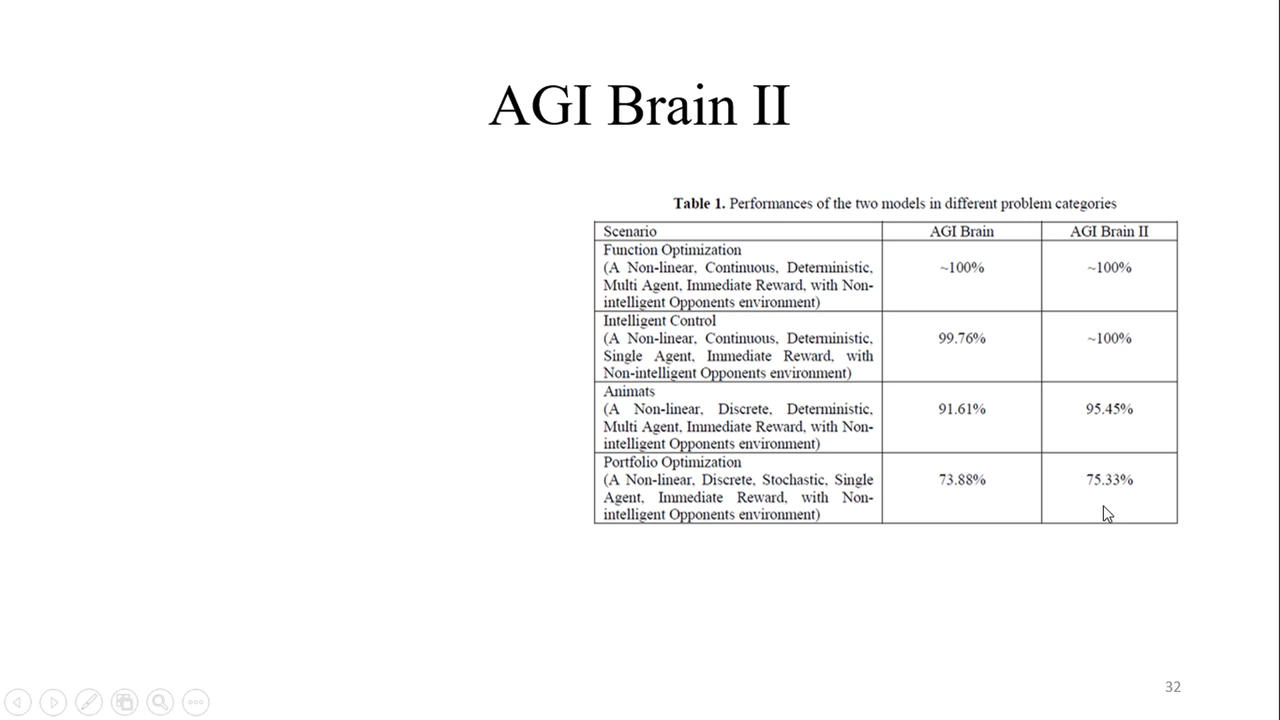 AGI Brain II
Table 1. Performances of the two models in different problem categories
Scenario AGI Brain AGI Brain II
Function Optimization
(A Non-linear, Continuous, Deterministic, ~100% ~100%
Multi Agent, Immediate Reward, with Non-
intelligent Opponents environment)
Intelligent Control
(A Non-linear, Continuous, Deterministic, 99.76% ~100%
Single Agent, Immediate Reward, with
Non-intelligent Opponents environment)
Animats
(A Non-linear, Discrete, Deterministic, 91.61% 95.45%
Multi Agent, Immediate Reward, with Non-
intelligent Opponents environment)
Portfolio Optimization
(A Non-linear, Discrete, Stochastic, Single 73.88% 75.33%
Agent, Immediate Reward, with Non-
intelligent Opponents environment)
32